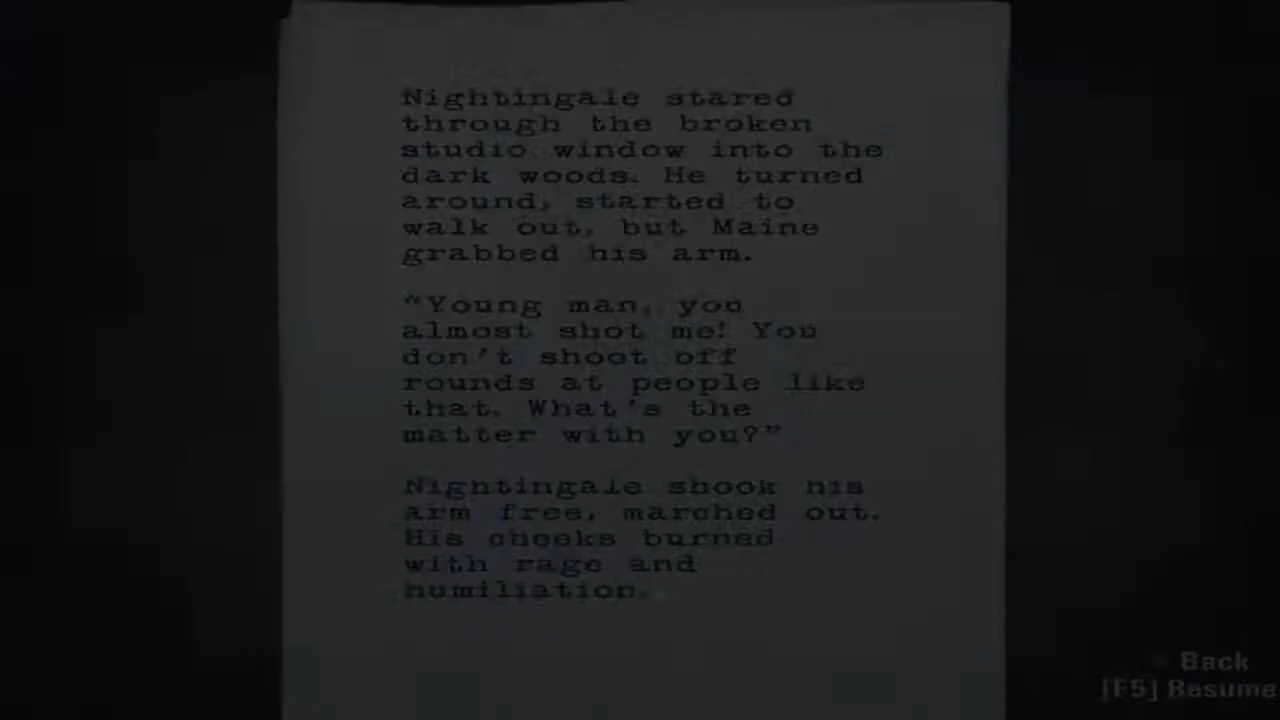 Nightingale stared
through the broken
studio window into the
dark woods. He turned
around, started to
walk out, but Maine
grabbed his arm.
“Young man, you
almost shot me! You
don’t shoot off
rounds at people like
that. What’s the
matter with you?”
Nightingale shook his
arm free, marched out.
His cheeks burned
with rage and
humiliation.
Back
[F5] Resume